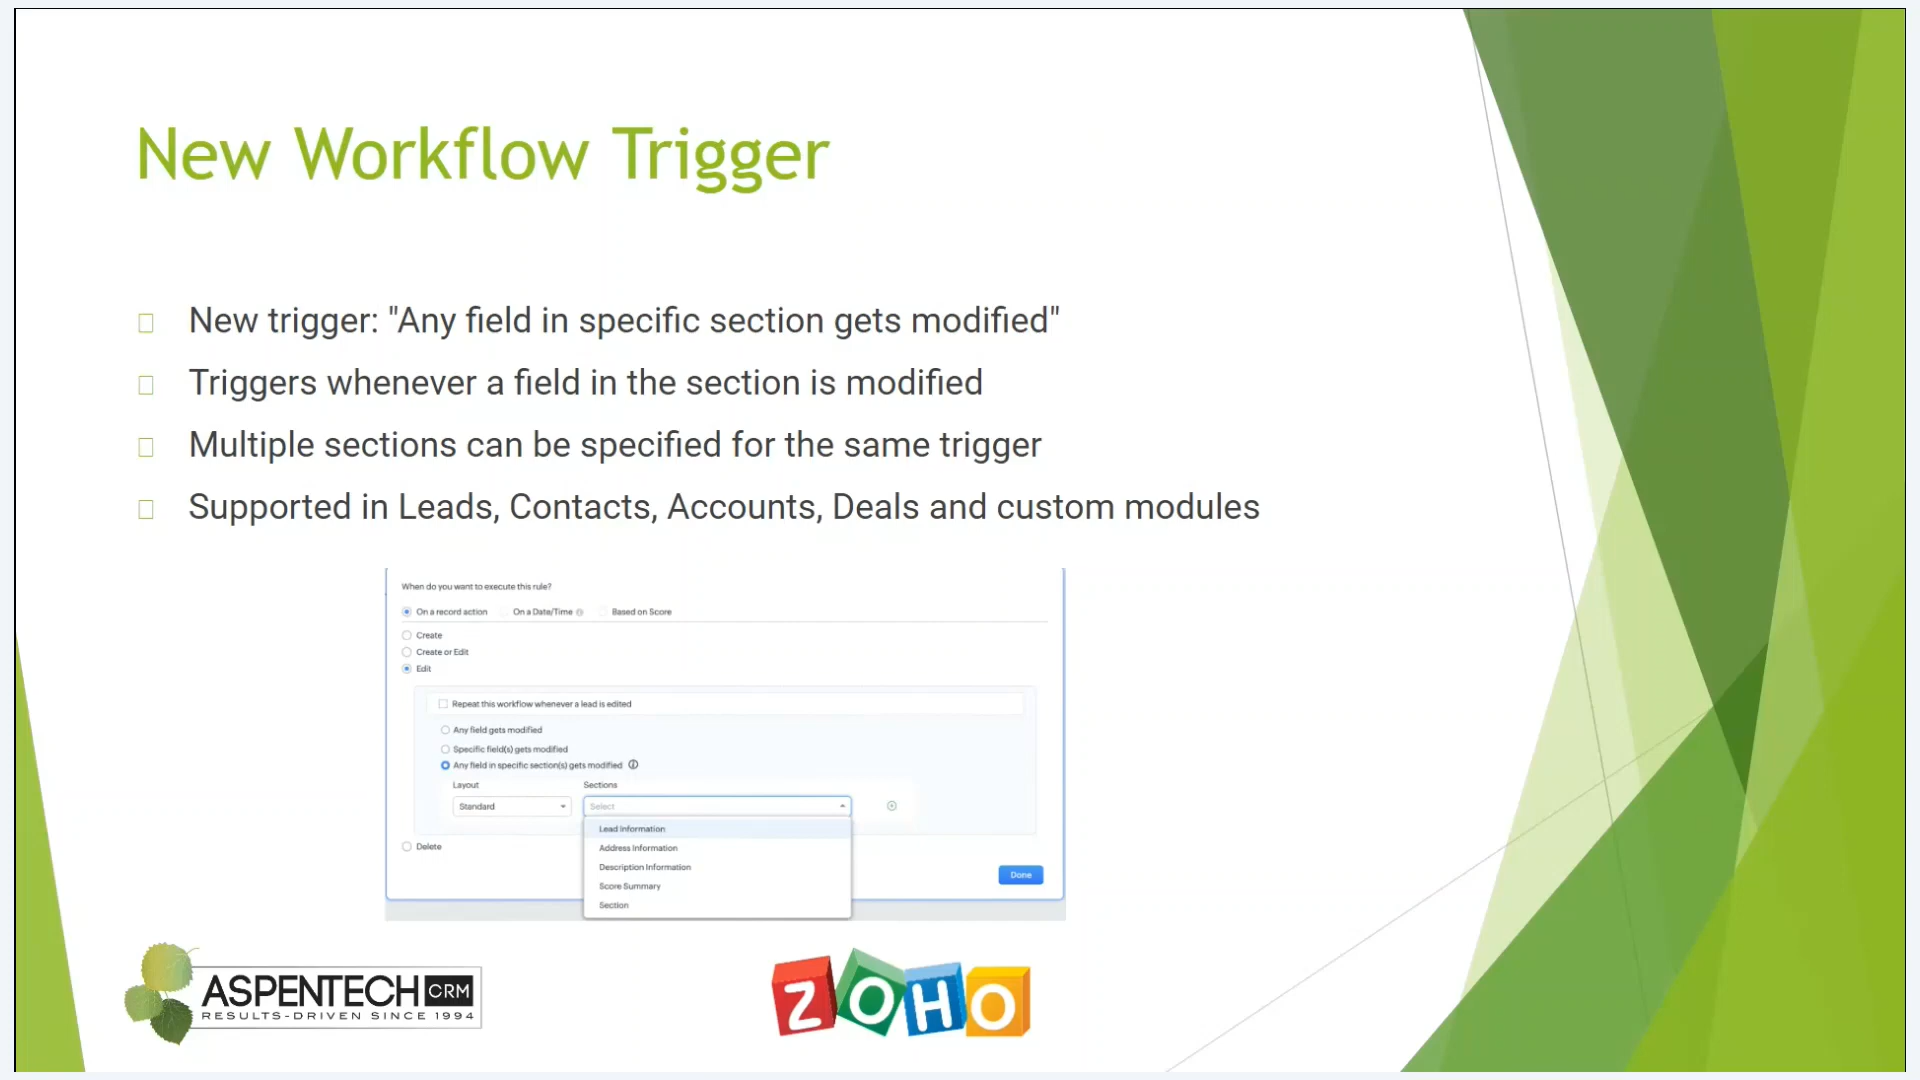 New Workflow Trigger
New trigger: "Any field in specific section gets modified"
Triggers whenever a field in the section is modified
Multiple sections can be specified for the same trigger
Supported in Leads, Contacts, Accounts, Deals and custom modules
When do you want to execute this rule?
On a record action On a Date/Time Based on Score
Create
Create or Edit
Edit
Repeat this workflow whenever a lead is edited
Any field gets modified
Specific field(s) gets modified
Any field in specific section(s) gets modified
Layout Sections
Standard Select
Lead Information
Delete Address Information
Description Information
Done
Score Summary
Section
ASPENTECH CRM
RESULTS-DRIVEN SINCE 1994
ZOHO